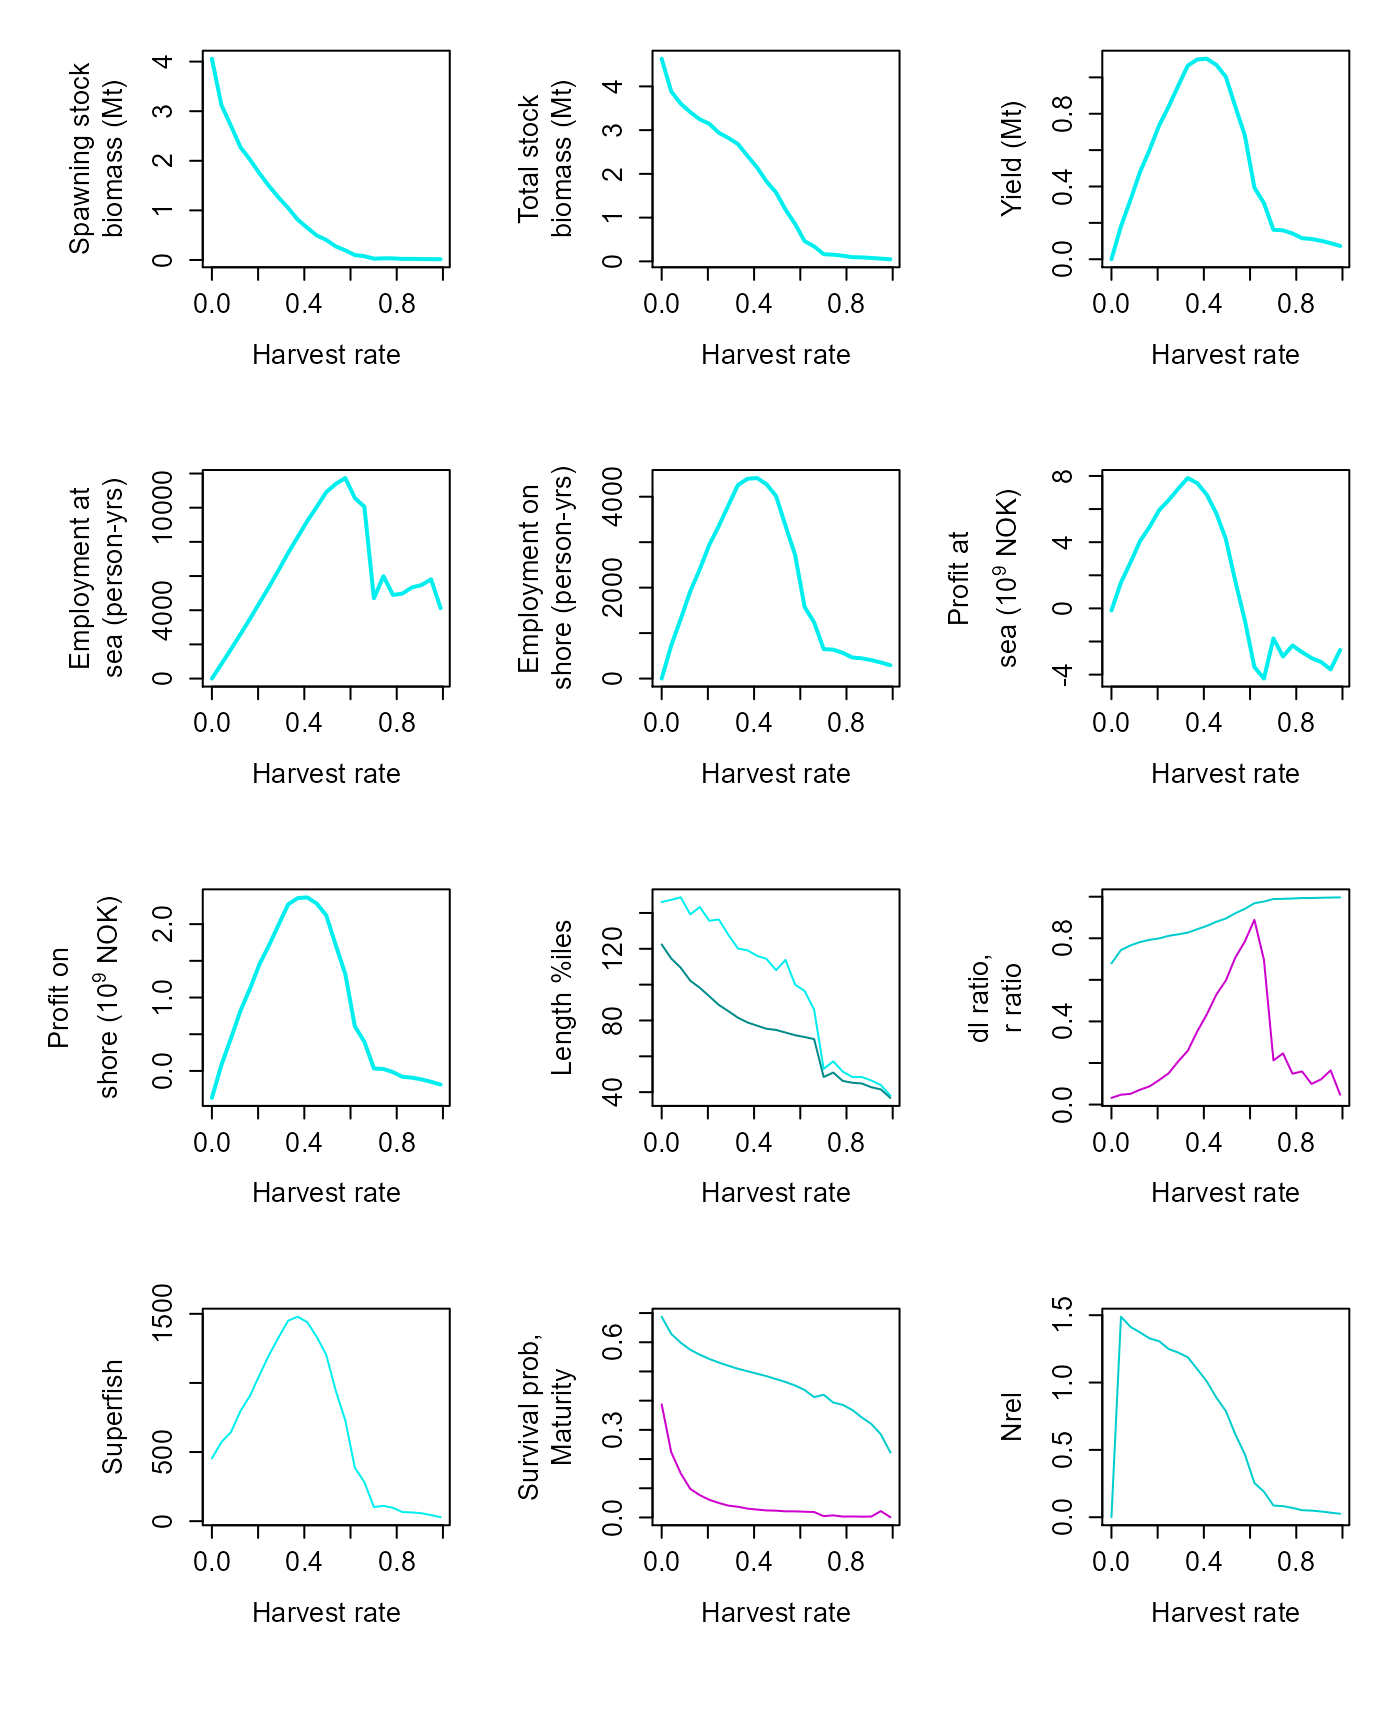 Spawning stock
biomass (Mt)
0 1 2 3 4
0.0 0.4 0.8
Harvest rate
Total stock
biomass (Mt)
0 1 2 3 4
0.0 0.4 0.8
Harvest rate
Yield (Mt)
0.0 0.4 0.8
0.0 0.4 0.8
Harvest rate
Employment at
sea (person-yrs)
0 4000 10000
0.0 0.4 0.8
Harvest rate
Employment on
shore (person-yrs)
0 2000 4000
0.0 0.4 0.8
Harvest rate
Profit at
sea (10⁹ NOK)
-4 0 4 8
0.0 0.4 0.8
Harvest rate
Profit on
shore (10⁹ NOK)
0.0 1.0 2.0
0.0 0.4 0.8
Harvest rate
Length %iles
40 80 120
0.0 0.4 0.8
Harvest rate
dl ratio,
r ratio
0.0 0.4 0.8
0.0 0.4 0.8
Harvest rate
Superfish
0 500 1500
0.0 0.4 0.8
Harvest rate
Survival prob,
Maturity
0.0 0.3 0.6
0.0 0.4 0.8
Harvest rate
Nrel
0.0 0.5 1.0 1.5
0.0 0.4 0.8
Harvest rate